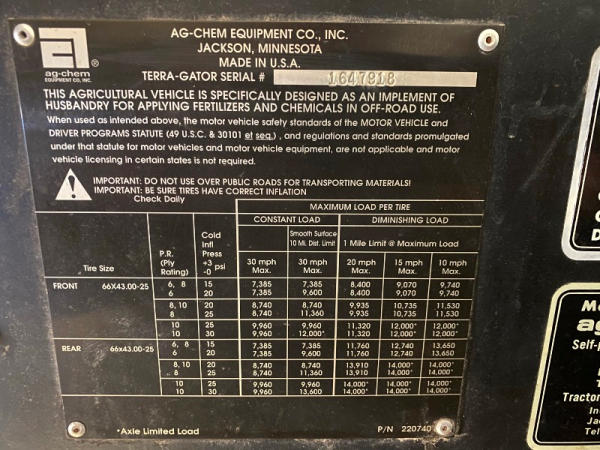 AG-CHEM EQUIPMENT CO., INC.
JACKSON, MINNESOTA
MADE IN U.S.A.
ag-chem
EQUIPMENT CO., INC.
TERRA-GATOR SERIAL # 1647918
THIS AGRICULTURAL VEHICLE IS SPECIFICALLY DESIGNED AS AN IMPLEMENT OF
HUSBANDRY FOR APPLYING FERTILIZERS AND CHEMICALS IN OFF-ROAD USE.
When used as intended above, the motor vehicle safety standards of the MOTOR VEHICLE and
DRIVER PROGRAMS STATUTE (49 U.S.C. & 30101 et seq.) , and regulations and standards promulgated
under that statute for motor vehicles and motor vehicle equipment, are not applicable and motor
vehicle licensing in certain states is not required.
IMPORTANT: DO NOT USE OVER PUBLIC ROADS FOR TRANSPORTING MATERIALS!
IMPORTANT: BE SURE TIRES HAVE CORRECT INFLATION
Check Daily
MAXIMUM LOAD PER TIRE
CONSTANT LOAD DIMINISHING LOAD
Smooth Surface
10 Mi. Dist. Limit 1 Mile Limit @ Maximum Load
Tire Size
P.R.
(Ply
Rating)
Cold
Infl
Press
+3
-0 psi
30 mph
Max.
30 mph
Max.
20 mph
Max.
15 mph
Max.
10 mph
Max.
FRONT 66X43.00-25 6, 8 15 7,385 7,385 8,400 9,070 9,740
6 20 7,385 9,600 8,400 9,070 9,740
8, 10 20 8,740 8,740 9,935 10,735 11,530
8 25 8,740 11,360 9,935 10,735 11,530
10 25 9,960 9,960 11,320 12,000* 12,000*
10 30 9,960 12,000* 11,320 12,000* 12,000*
REAR 66x43.00-25 6, 8 15 7,385 7,385 11,760 12,740 13,650
6 20 7,385 9,600 11,760 12,740 13,650
8, 10 20 8,740 8,740 13,910 14,000* 14,000*
8 25 8,740 11,360 13,910 14,000* 14,000*
10 25 9,960 9,960 14,000* 14,000* 14,000*
10 30 9,960 13,600 14,000* 14,000* 14,000*
*Axle Limited Load P/N 220740
Mo
ag
Self-p
Tractor
In
Ja
Tel